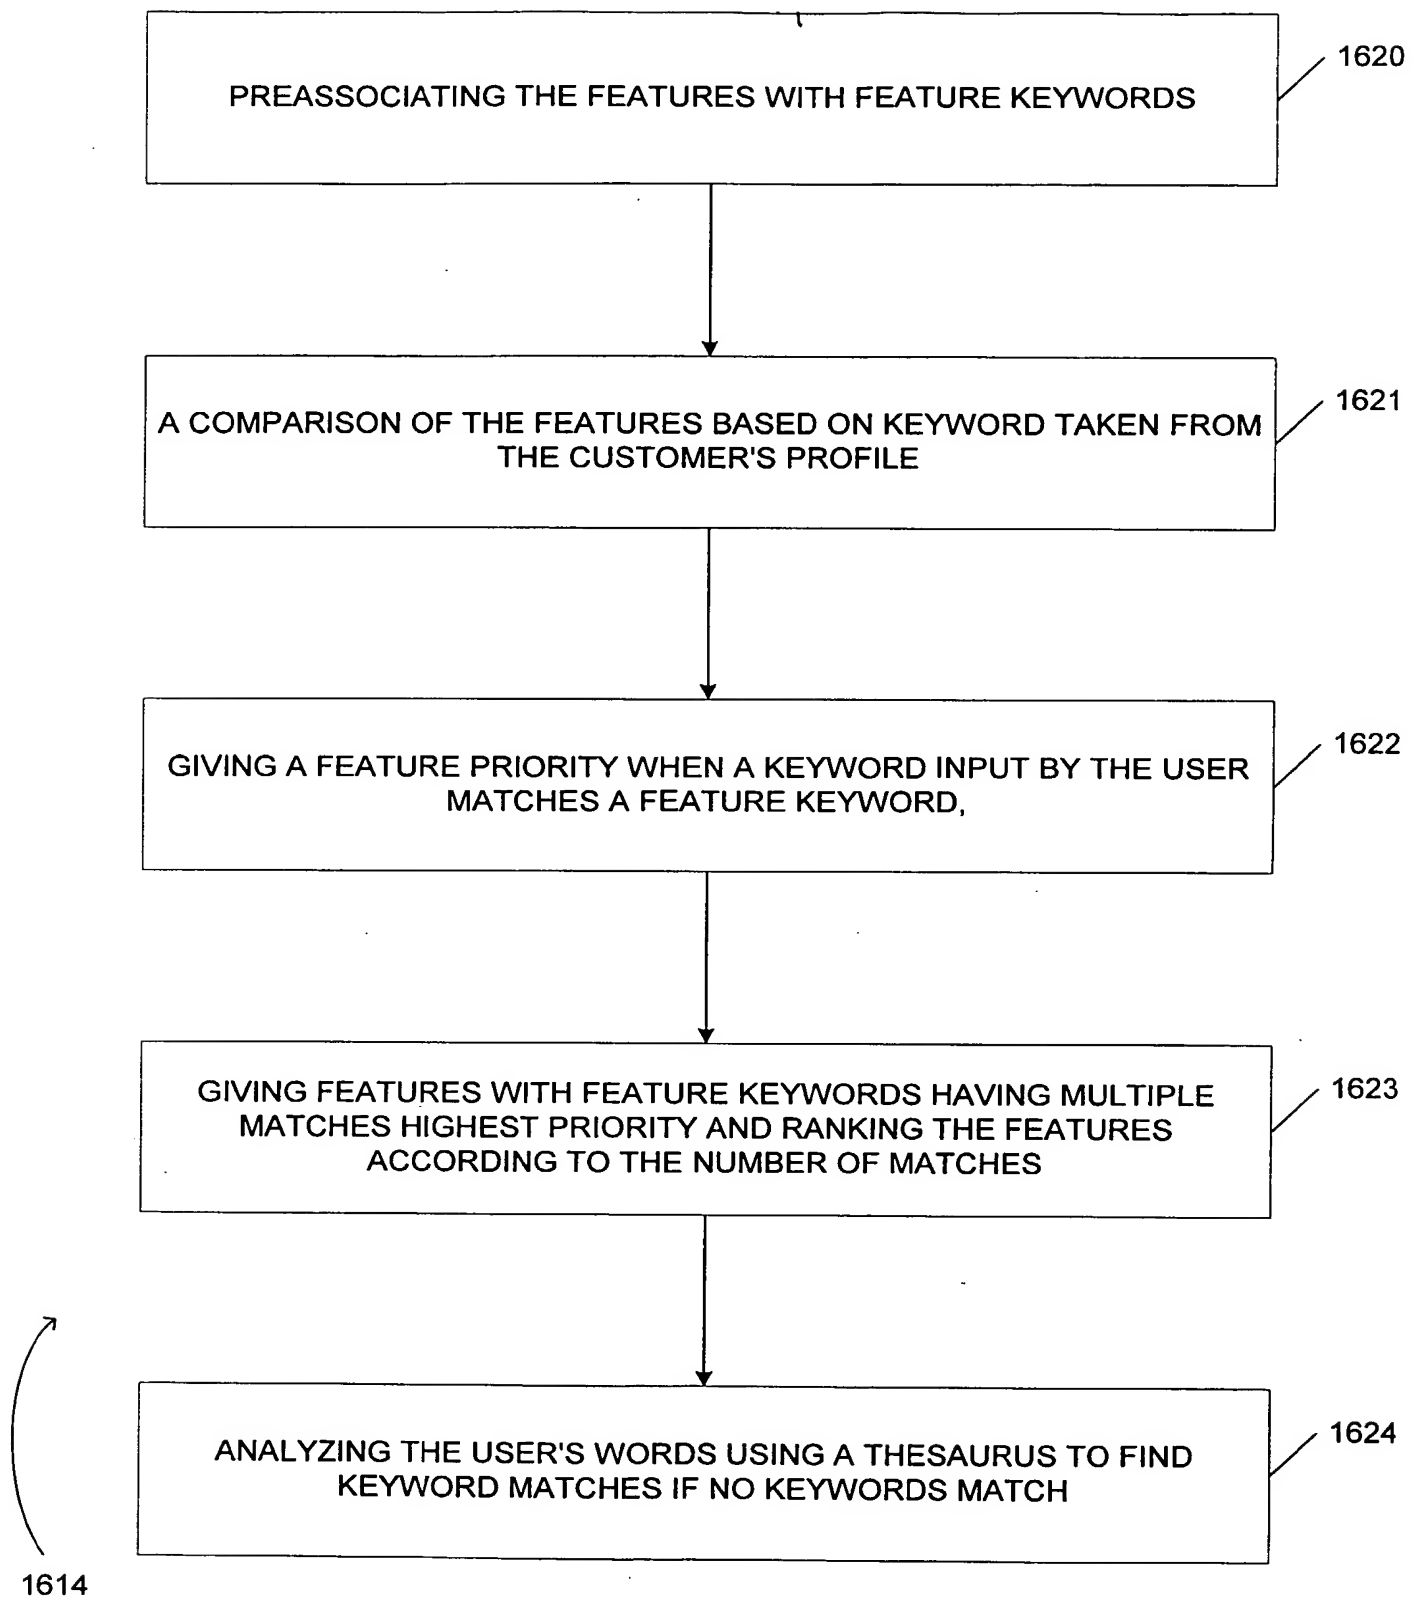 1620
PREASSOCIATING THE FEATURES WITH FEATURE KEYWORDS
1621
A COMPARISON OF THE FEATURES BASED ON KEYWORD TAKEN FROM
THE CUSTOMER'S PROFILE
1622
GIVING A FEATURE PRIORITY WHEN A KEYWORD INPUT BY THE USER
MATCHES A FEATURE KEYWORD,
1623
GIVING FEATURES WITH FEATURE KEYWORDS HAVING MULTIPLE
MATCHES HIGHEST PRIORITY AND RANKING THE FEATURES
ACCORDING TO THE NUMBER OF MATCHES
1624
ANALYZING THE USER'S WORDS USING A THESAURUS TO FIND
KEYWORD MATCHES IF NO KEYWORDS MATCH
1614